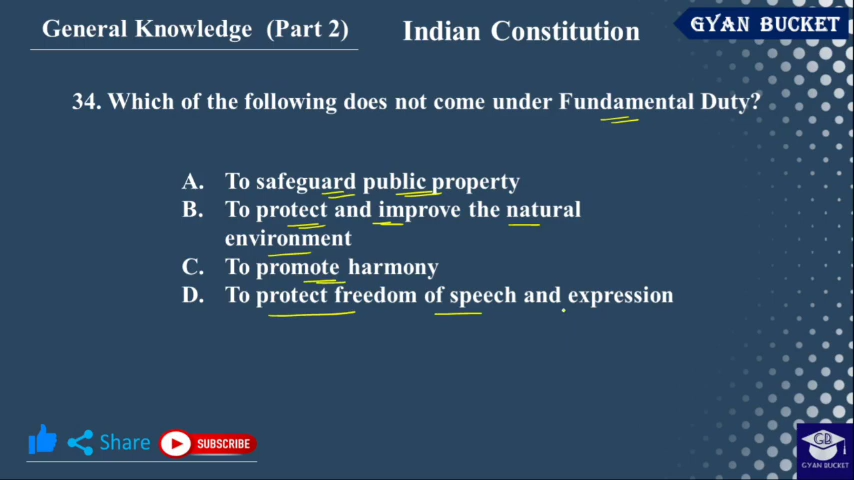 General Knowledge (Part 2)
Indian Constitution
GYAN BUCKET
34. Which of the following does not come under Fundamental Duty?
A. To safeguard public property
B. To protect and improve the natural
environment
C. To promote harmony
D. To protect freedom of speech and expression
Share
SUBSCRIBE
GB
GYAN BUCKET